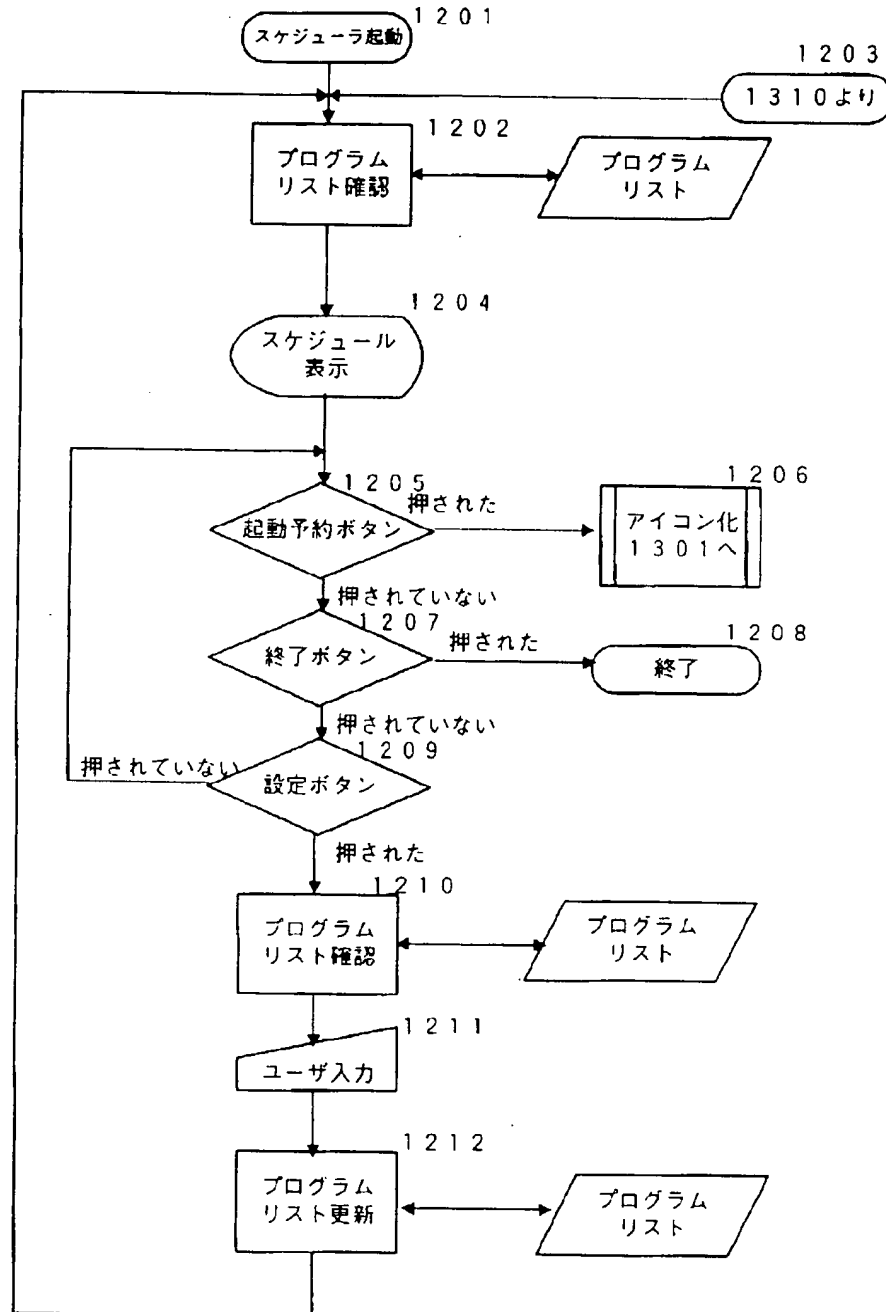 1201
スケジューラ起動
1203
1310より
1202
プログラム
リスト確認
プログラム
リスト
1204
スケジュール
表示
1205
起動予約ボタン
押された
1206
アイコン化
1301へ
押されていない
1207
終了ボタン
押された
1208
終了
押されていない
1209
設定ボタン
押されていない
押された
1210
プログラム
リスト確認
プログラム
リスト
1211
ユーザ入力
1212
プログラム
リスト更新
プログラム
リスト